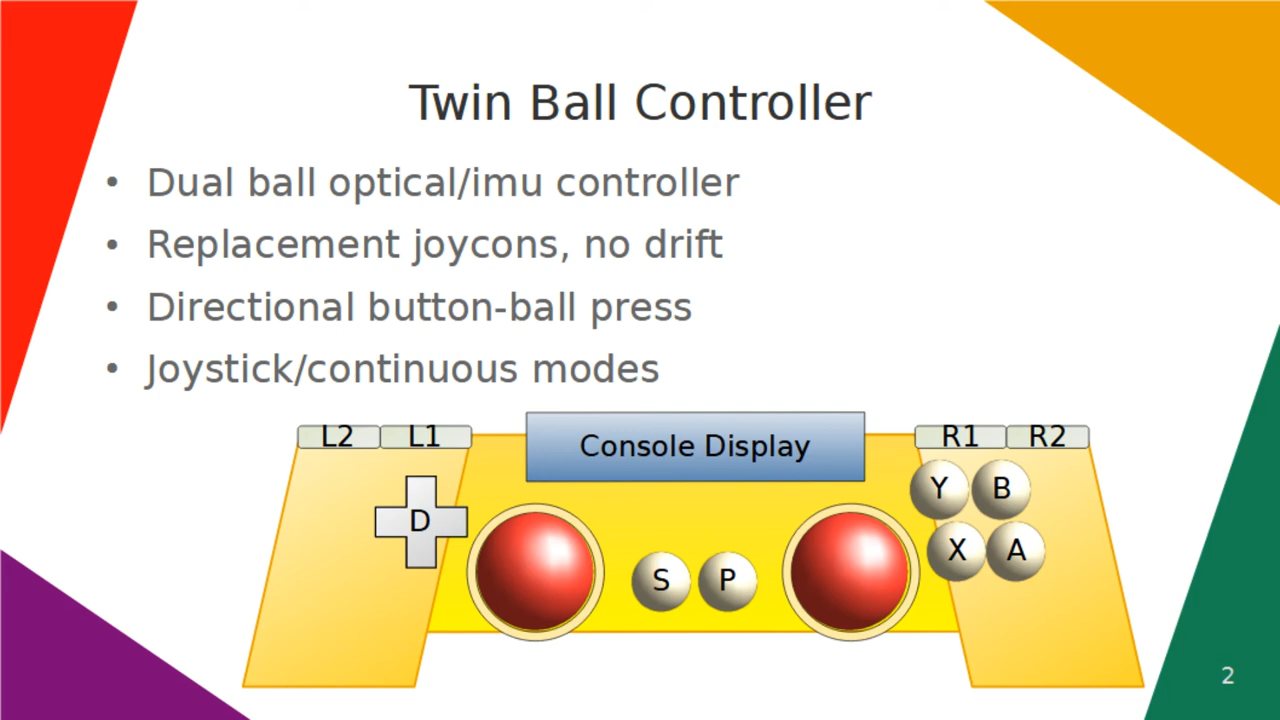 Twin Ball Controller
• Dual ball optical/imu controller
• Replacement joycons, no drift
• Directional button-ball press
• Joystick/continuous modes
L2 L1 Console Display R1 R2
Y B
D
X A
S P
2